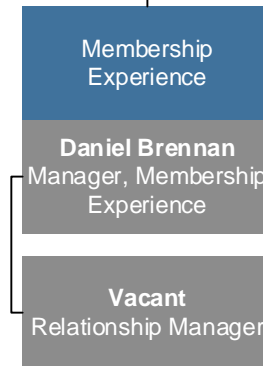 Membership
Experience
Daniel Brennan
Manager, Membership
Experience
Vacant
Relationship Manager